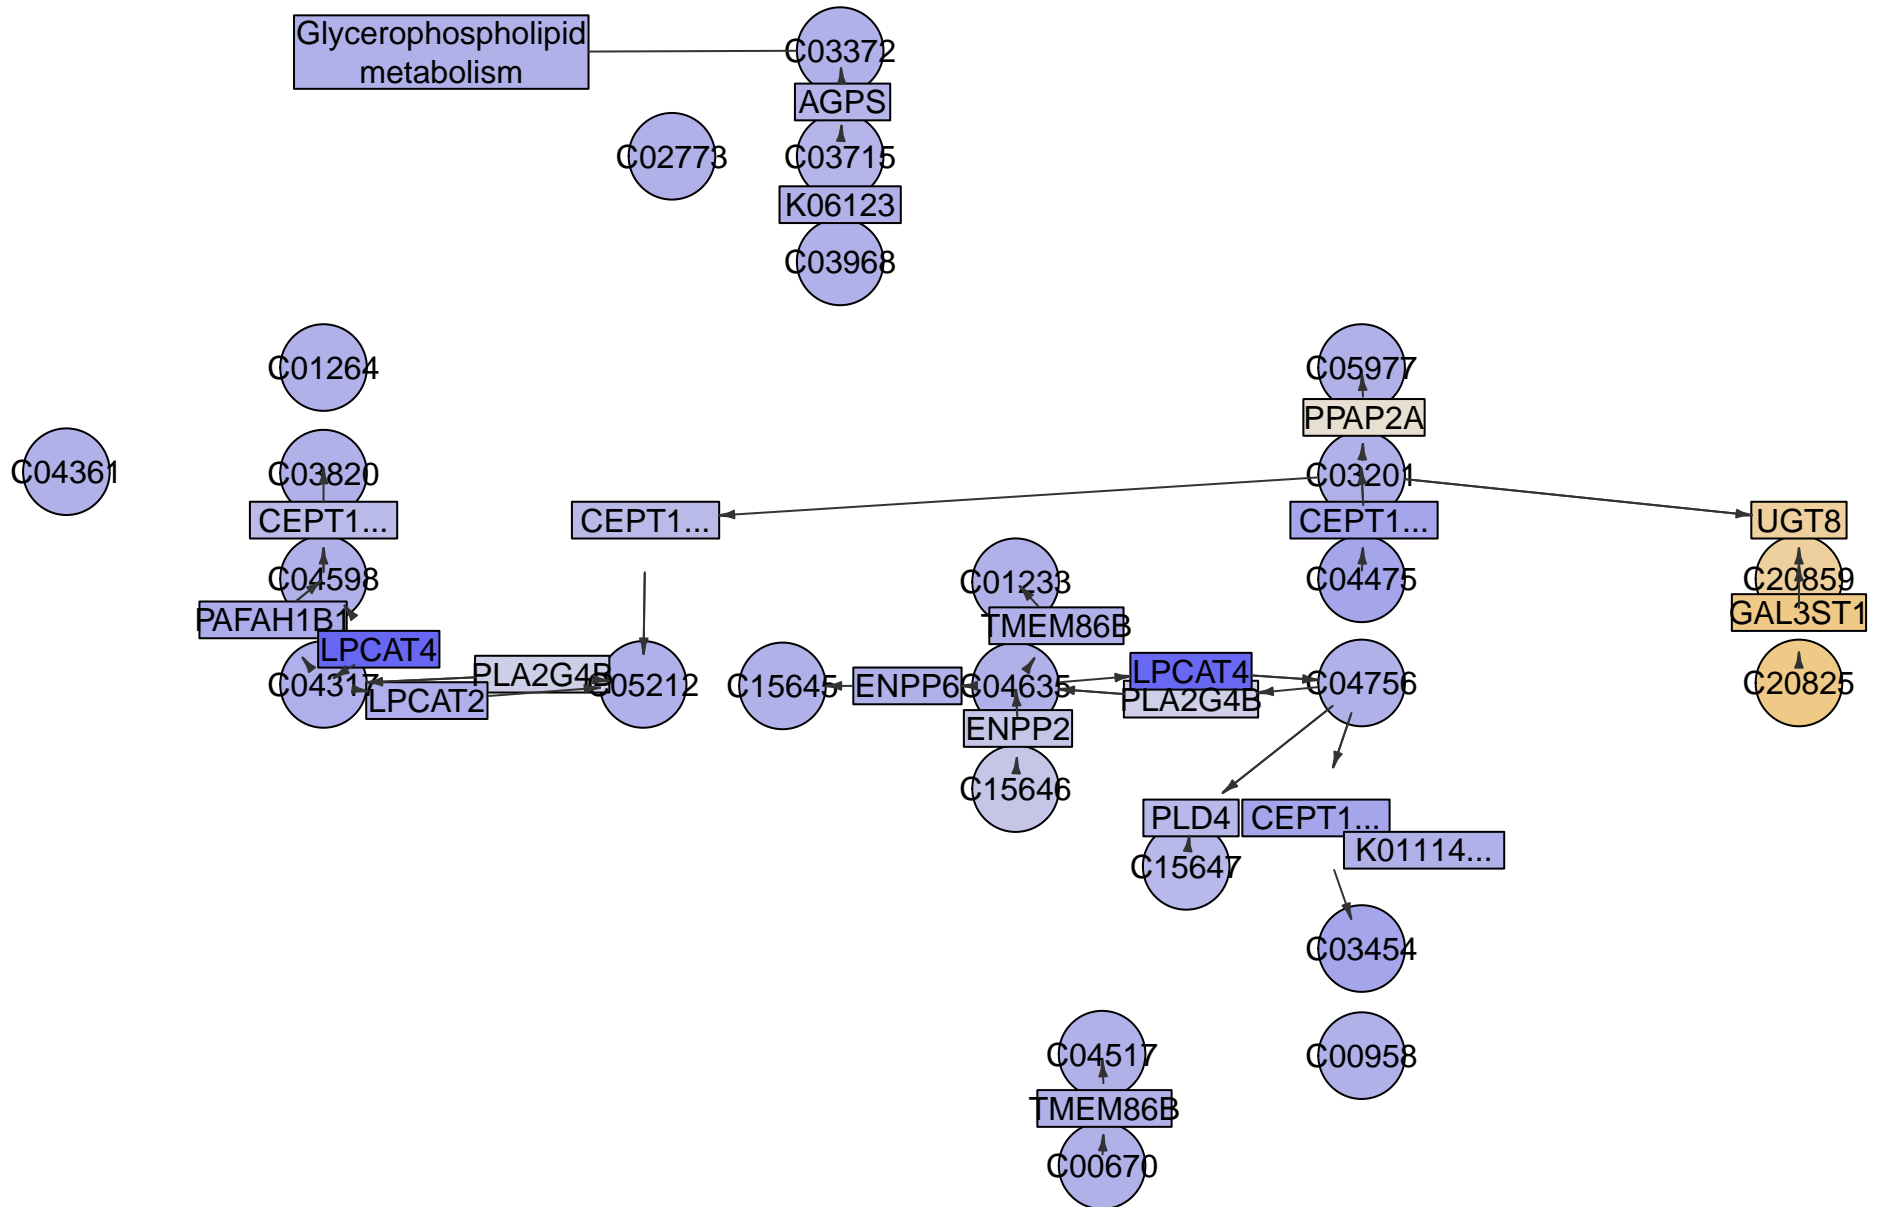 Glycerophospholipid
metabolism
C03372
AGPS
C02773
C03715
K06123
C03968
C01264
C05977
PPAP2A
C04361
C03820
C03201
CEPT1...
CEPT1...
CEPT1...
UGT8
C04598
C01233
C04475
C20859
PAFAH1B1
TMEM86B
GAL3ST1
LPCAT4
C04317
PLA2G4B
C05212
LPCAT2
C15645
ENPP6
C04635
LPCAT4
PLA2G4B
C04756
C20825
ENPP2
C15646
PLD4
CEPT1...
K01114...
C15647
C03454
C04517
C00958
TMEM86B
C00670